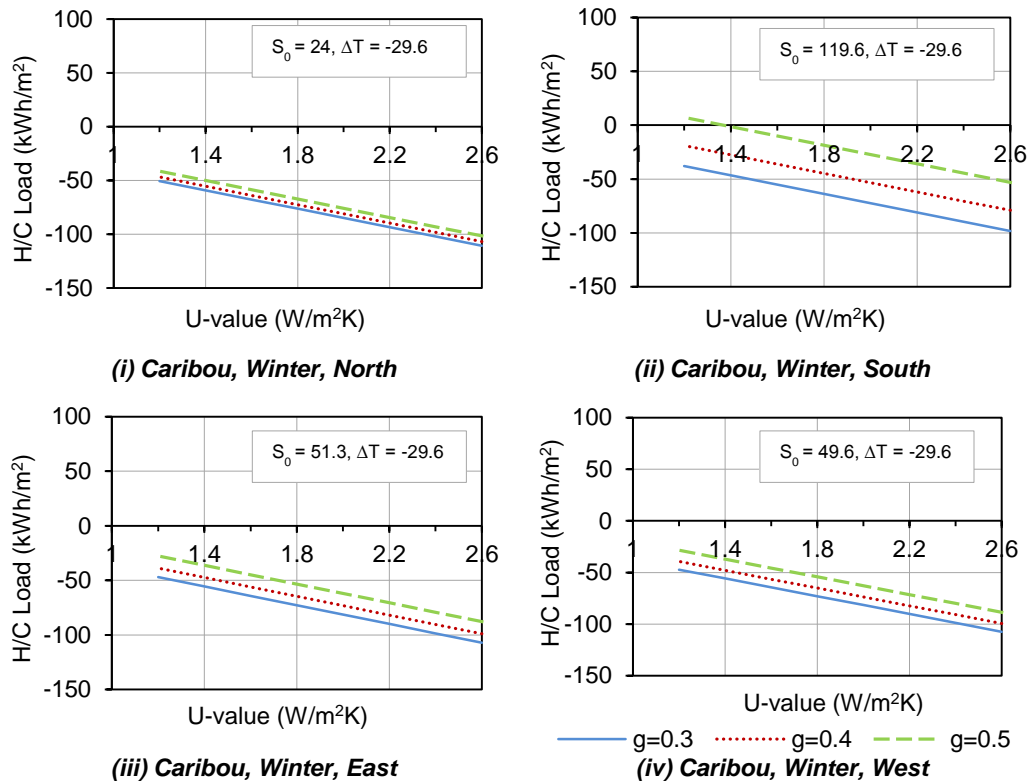 100
50
0
-50
-100
-150
H/C Load (kWh/m²)
S₀ = 24, ΔT = -29.6
1 1.4 1.8 2.2 2.6
U-value (W/m²K)
(i) Caribou, Winter, North
100
50
0
-50
-100
-150
H/C Load (kWh/m²)
S₀ = 119.6, ΔT = -29.6
1 1.4 1.8 2.2 2.6
U-value (W/m²K)
(ii) Caribou, Winter, South
100
50
0
-50
-100
-150
H/C Load (kWh/m²)
S₀ = 51.3, ΔT = -29.6
1 1.4 1.8 2.2 2.6
U-value (W/m²K)
(iii) Caribou, Winter, East
100
50
0
-50
-100
-150
H/C Load (kWh/m²)
S₀ = 49.6, ΔT = -29.6
1 1.4 1.8 2.2 2.6
U-value (W/m²K)
g=0.3 g=0.4 g=0.5
(iv) Caribou, Winter, West